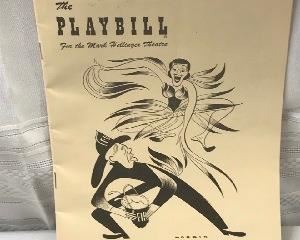 The
PLAYBILL
For the Mark Hellinger Theatre